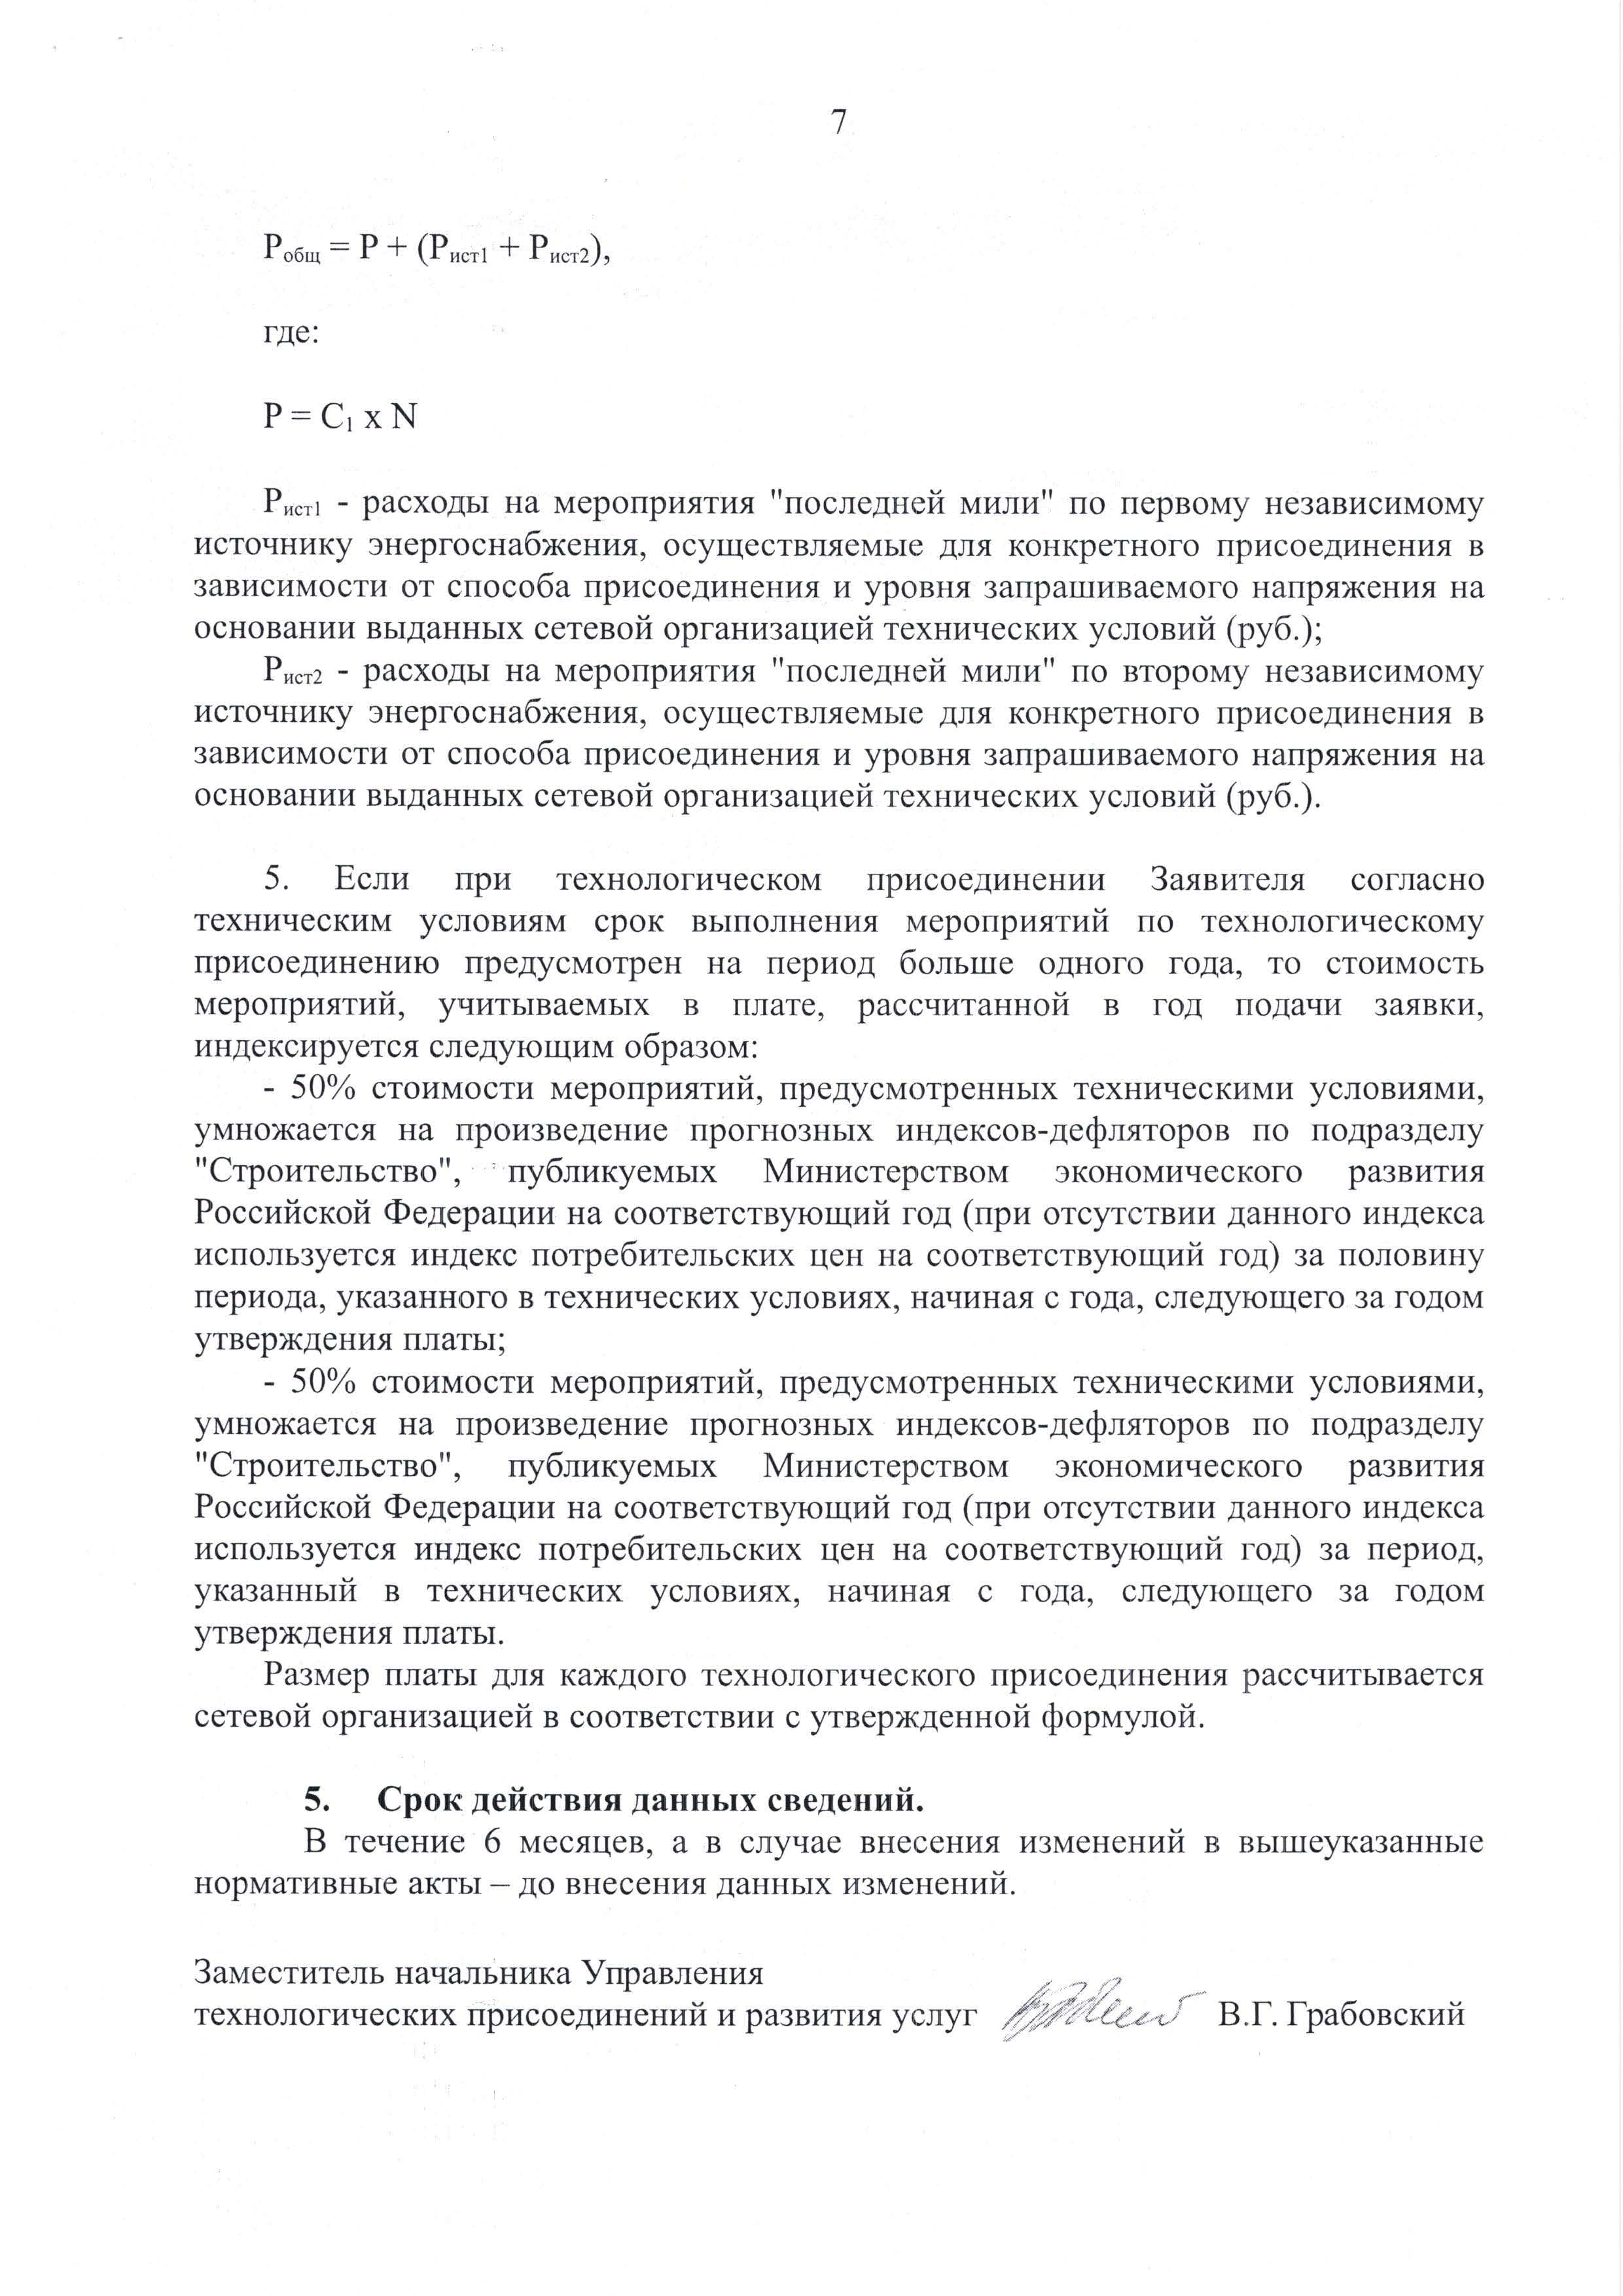 7
Робщ = Р + (Рист1 + Рист2),
где:
Р = С1 х N
Рист1 - расходы на мероприятия "последней мили" по первому независимому
источнику энергоснабжения, осуществляемые для конкретного присоединения в
зависимости от способа присоединения и уровня запрашиваемого напряжения на
основании выданных сетевой организацией технических условий (руб.);
Рист2 - расходы на мероприятия "последней мили" по второму независимому
источнику энергоснабжения, осуществляемые для конкретного присоединения в
зависимости от способа присоединения и уровня запрашиваемого напряжения на
основании выданных сетевой организацией технических условий (руб.).
5. Если при технологическом присоединении Заявителя согласно
техническим условиям срок выполнения мероприятий по технологическому
присоединению предусмотрен на период больше одного года, то стоимость
мероприятий, учитываемых в плате, рассчитанной в год подачи заявки,
индексируется следующим образом:
- 50% стоимости мероприятий, предусмотренных техническими условиями,
умножается на произведение прогнозных индексов-дефляторов по подразделу
"Строительство", публикуемых Министерством экономического развития
Российской Федерации на соответствующий год (при отсутствии данного индекса
используется индекс потребительских цен на соответствующий год) за половину
периода, указанного в технических условиях, начиная с года, следующего за годом
утверждения платы;
- 50% стоимости мероприятий, предусмотренных техническими условиями,
умножается на произведение прогнозных индексов-дефляторов по подразделу
"Строительство", публикуемых Министерством экономического развития
Российской Федерации на соответствующий год (при отсутствии данного индекса
используется индекс потребительских цен на соответствующий год) за период,
указанный в технических условиях, начиная с года, следующего за годом
утверждения платы.
Размер платы для каждого технологического присоединения рассчитывается
сетевой организацией в соответствии с утвержденной формулой.
5. Срок действия данных сведений.
В течение 6 месяцев, а в случае внесения изменений в вышеуказанные
нормативные акты – до внесения данных изменений.
Заместитель начальника Управления
технологических присоединений и развития услуг В.Г. Грабовский